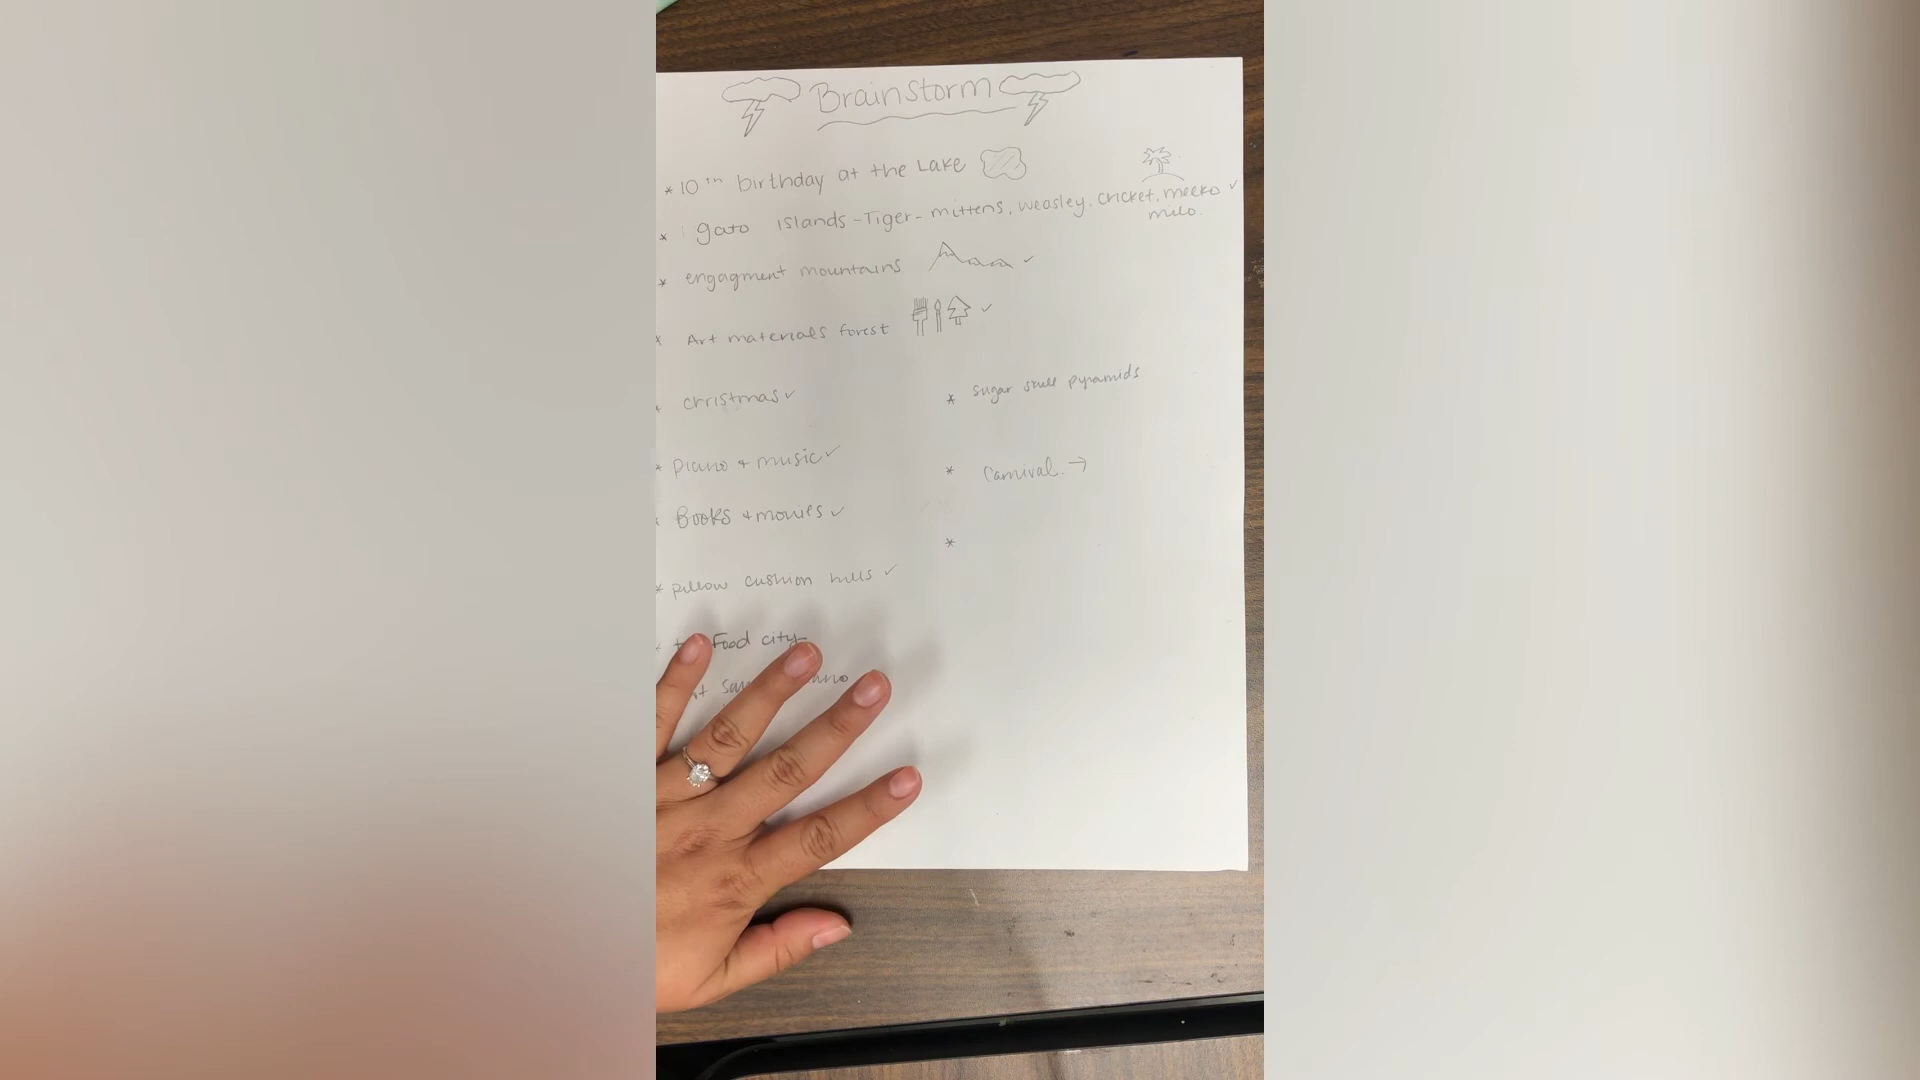 Brainstorm
* 10th birthday at the Lake
* gato islands - Tiger - mittens, weasley, cricket, meeko ✓
milo.
* engagment mountains ✓
* Art materials forest ✓
* christmas ✓
* piano + music ✓
* Books + movies ✓
* pillow cushion hills ✓
* Food city
* sugar skull pyramids
* Carnival. →
*